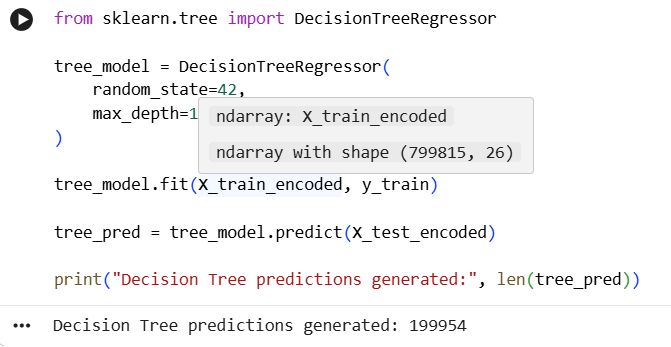 from sklearn.tree import DecisionTreeRegressor
tree_model = DecisionTreeRegressor(
random_state=42,
max_depth=1
)
ndarray: X_train_encoded
ndarray with shape (799815, 26)
tree_model.fit(X_train_encoded, y_train)
tree_pred = tree_model.predict(X_test_encoded)
print("Decision Tree predictions generated:", len(tree_pred))
Decision Tree predictions generated: 199954